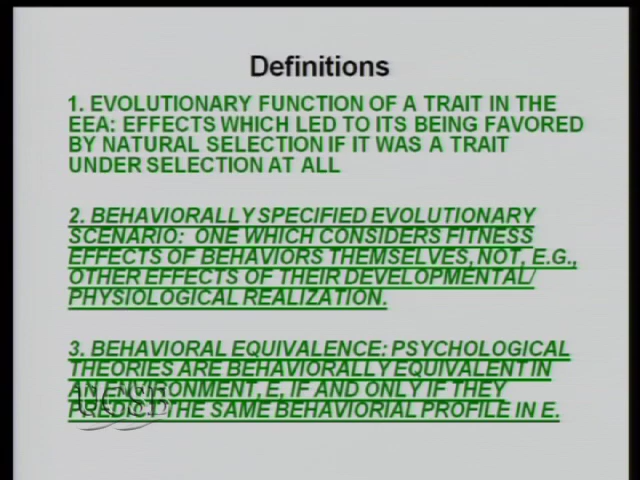 Definitions
1. EVOLUTIONARY FUNCTION OF A TRAIT IN THE
EEA: EFFECTS WHICH LED TO ITS BEING FAVORED
BY NATURAL SELECTION IF IT WAS A TRAIT
UNDER SELECTION AT ALL
2. BEHAVIORALLY SPECIFIED EVOLUTIONARY
SCENARIO: ONE WHICH CONSIDERS FITNESS
EFFECTS OF BEHAVIORS THEMSELVES, NOT, E.G.,
OTHER EFFECTS OF THEIR DEVELOPMENTAL/
PHYSIOLOGICAL REALIZATION.
3. BEHAVIORAL EQUIVALENCE: PSYCHOLOGICAL
THEORIES ARE BEHAVIORALLY EQUIVALENT IN
AN ENVIRONMENT, E, IF AND ONLY IF THEY
THE SAME BEHAVIORIAL PROFILE IN E.
UCSD